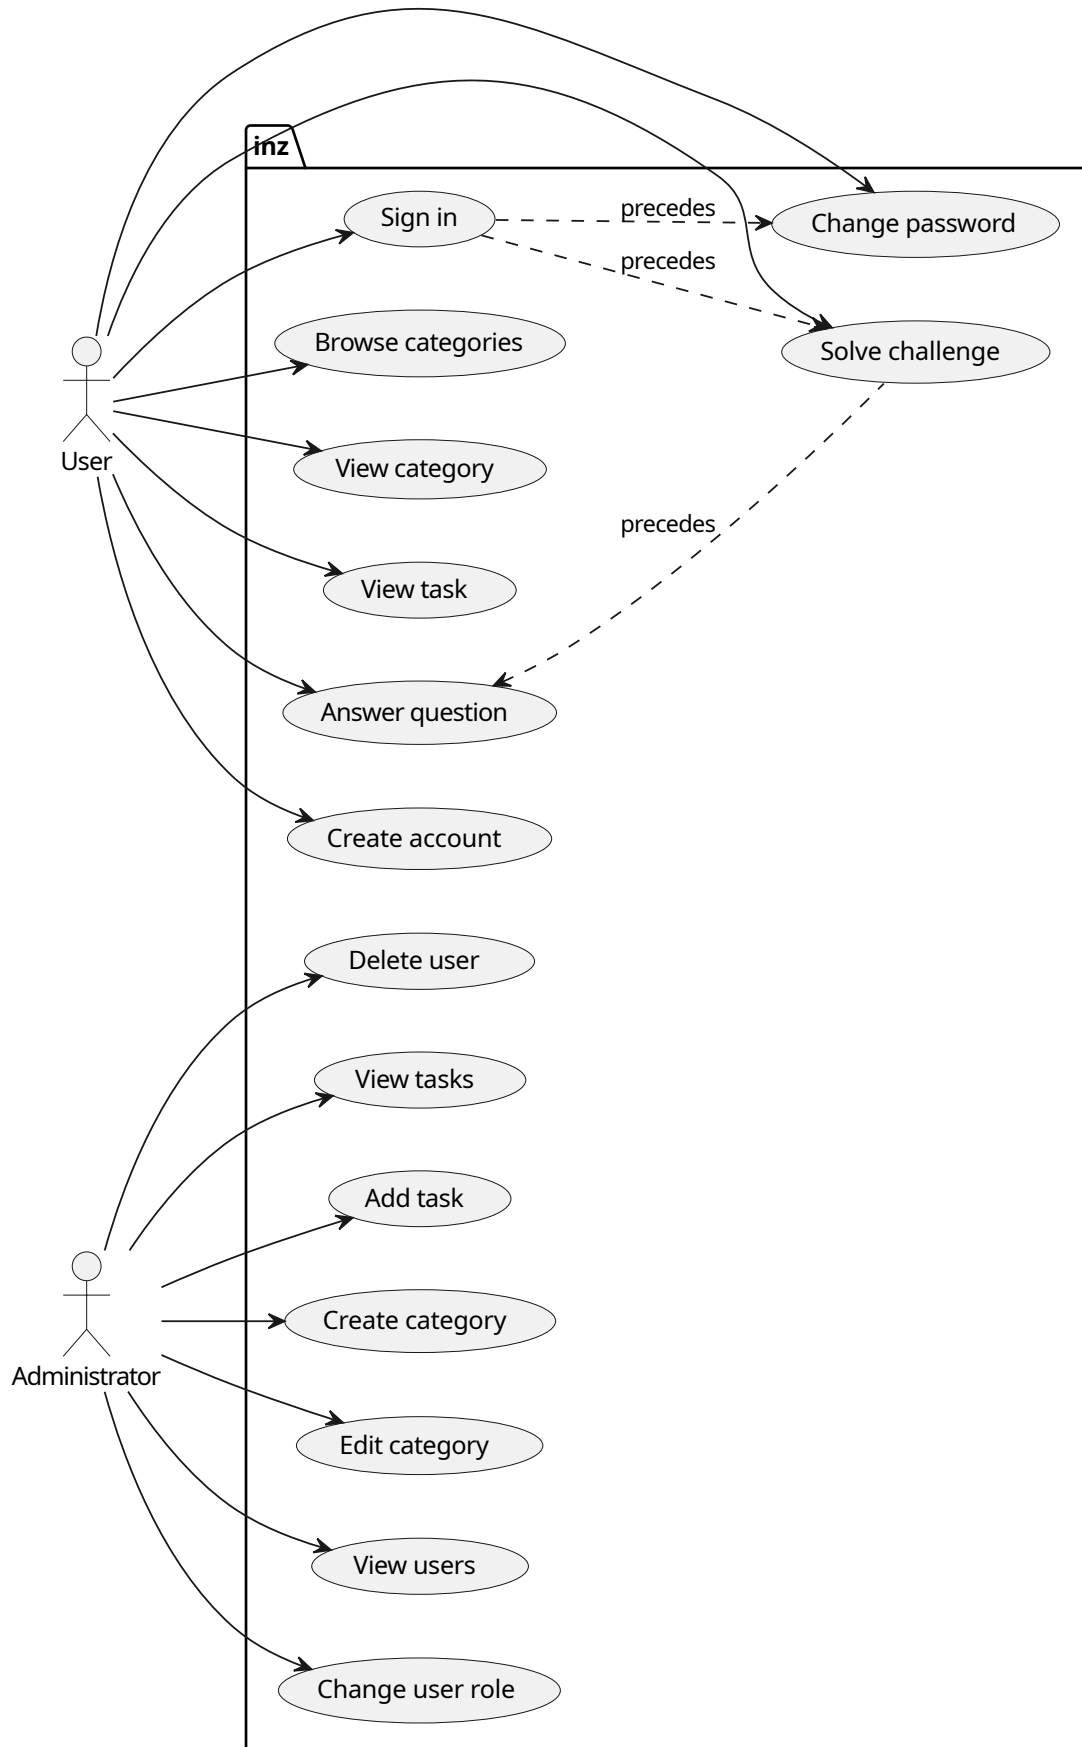 inz
Sign in
precedes
Change password
precedes
Browse categories
Solve challenge
User
View category
precedes
View task
Answer question
Create account
Delete user
View tasks
Add task
Create category
Administrator
Edit category
View users
Change user role